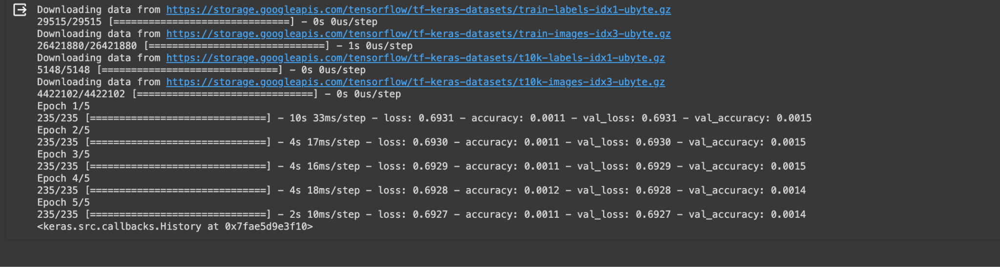 Downloading data from https://storage.googleapis.com/tensorflow/tf-keras-datasets/train-labels-idx1-ubyte.gz
29515/29515 [==============================] - 0s 0us/step
Downloading data from https://storage.googleapis.com/tensorflow/tf-keras-datasets/train-images-idx3-ubyte.gz
26421880/26421880 [==============================] - 1s 0us/step
Downloading data from https://storage.googleapis.com/tensorflow/tf-keras-datasets/t10k-labels-idx1-ubyte.gz
5148/5148 [==============================] - 0s 0us/step
Downloading data from https://storage.googleapis.com/tensorflow/tf-keras-datasets/t10k-images-idx3-ubyte.gz
4422102/4422102 [==============================] - 0s 0us/step
Epoch 1/5
235/235 [==============================] - 10s 33ms/step - loss: 0.6931 - accuracy: 0.0011 - val_loss: 0.6931 - val_accuracy: 0.0015
Epoch 2/5
235/235 [==============================] - 4s 17ms/step - loss: 0.6930 - accuracy: 0.0011 - val_loss: 0.6930 - val_accuracy: 0.0015
Epoch 3/5
235/235 [==============================] - 4s 16ms/step - loss: 0.6929 - accuracy: 0.0011 - val_loss: 0.6929 - val_accuracy: 0.0015
Epoch 4/5
235/235 [==============================] - 4s 18ms/step - loss: 0.6928 - accuracy: 0.0012 - val_loss: 0.6928 - val_accuracy: 0.0014
Epoch 5/5
235/235 [==============================] - 2s 10ms/step - loss: 0.6927 - accuracy: 0.0011 - val_loss: 0.6927 - val_accuracy: 0.0014
<keras.src.callbacks.History at 0x7fae5d9e3f10>